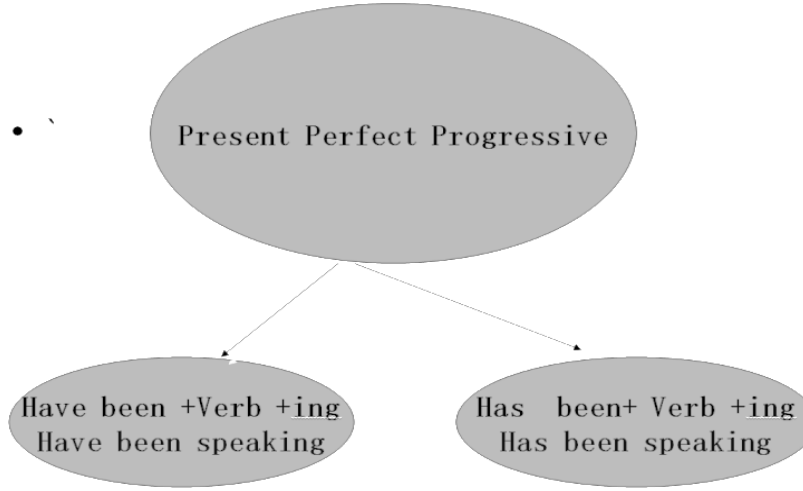 • `
Present Perfect Progressive
Have been +Verb +ing
Have been speaking
Has been+ Verb +ing
Has been speaking